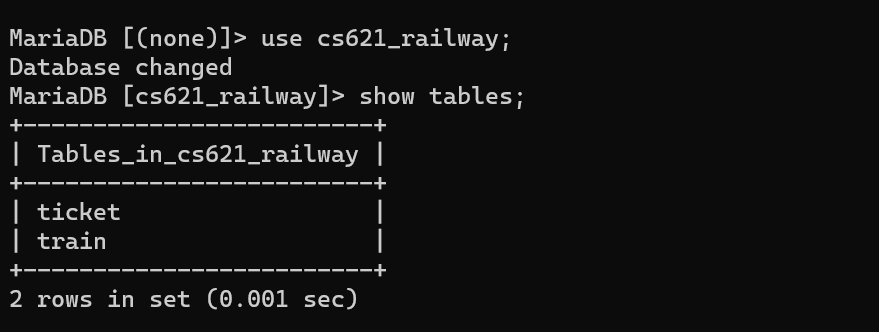 MariaDB [(none)]> use cs621_railway;
Database changed
MariaDB [cs621_railway]> show tables;
+-------------------------+
| Tables_in_cs621_railway |
+-------------------------+
| ticket                  |
| train                   |
+-------------------------+
2 rows in set (0.001 sec)